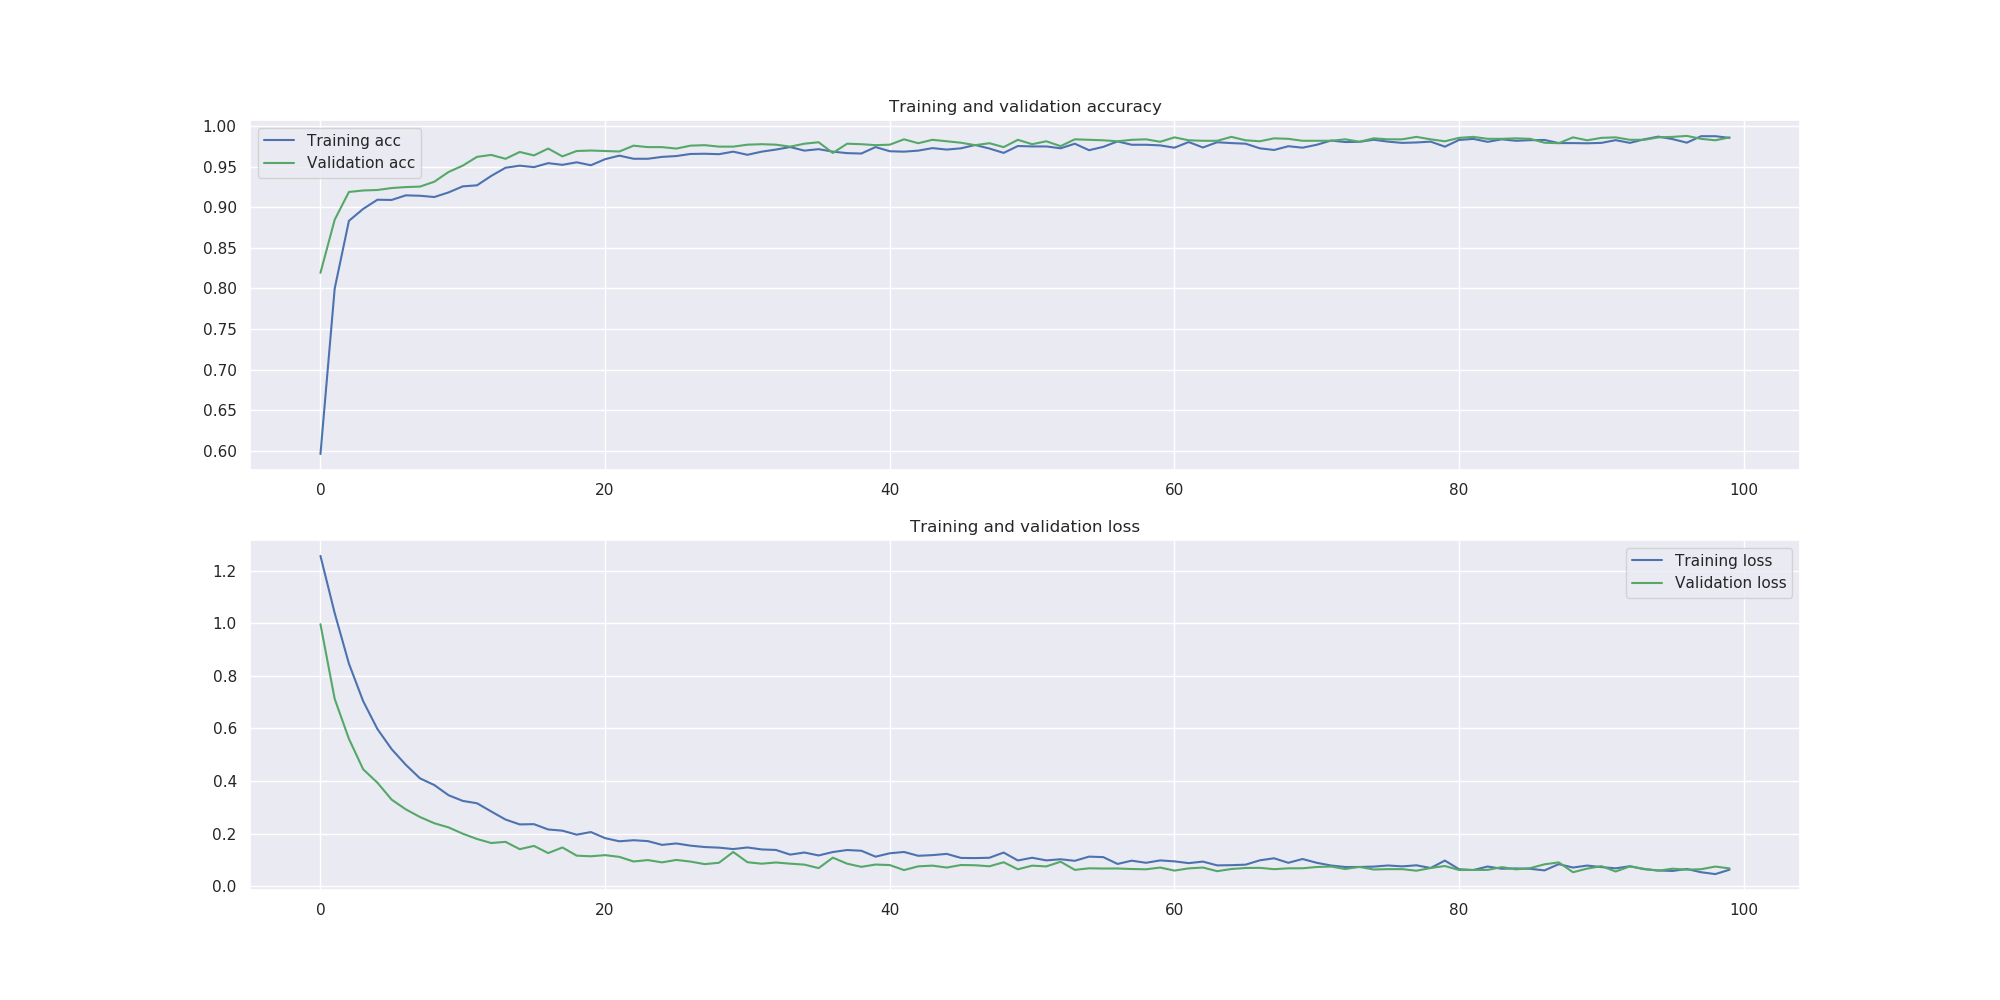 Training and validation accuracy
1.00
0.95
0.90
0.85
0.80
0.75
0.70
0.65
0.60
Training acc
Validation acc
0 20 40 60 80 100
Training and validation loss
1.2
1.0
0.8
0.6
0.4
0.2
0.0
Training loss
Validation loss
0 20 40 60 80 100